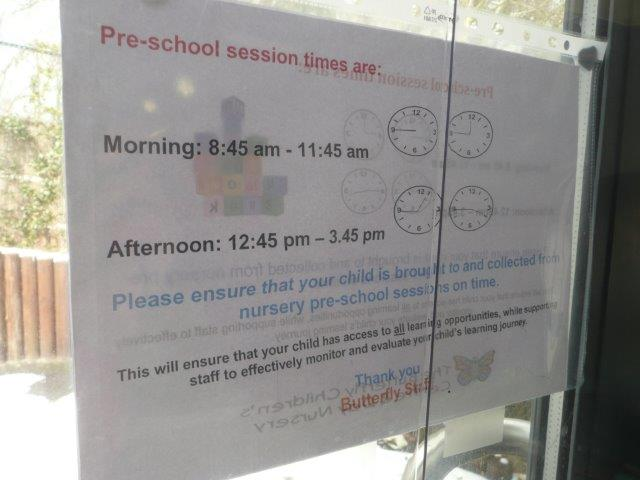 Pre-school session times are:
Morning: 8:45 am - 11:45 am
Afternoon: 12:45 pm – 3.45 pm
Please ensure that your child is brought to and collected from
nursery pre-school sessions on time.
This will ensure that your child has access to all learning opportunities, while supporting
staff to effectively monitor and evaluate your child's learning journey.
Thank you
Butterfly Staff